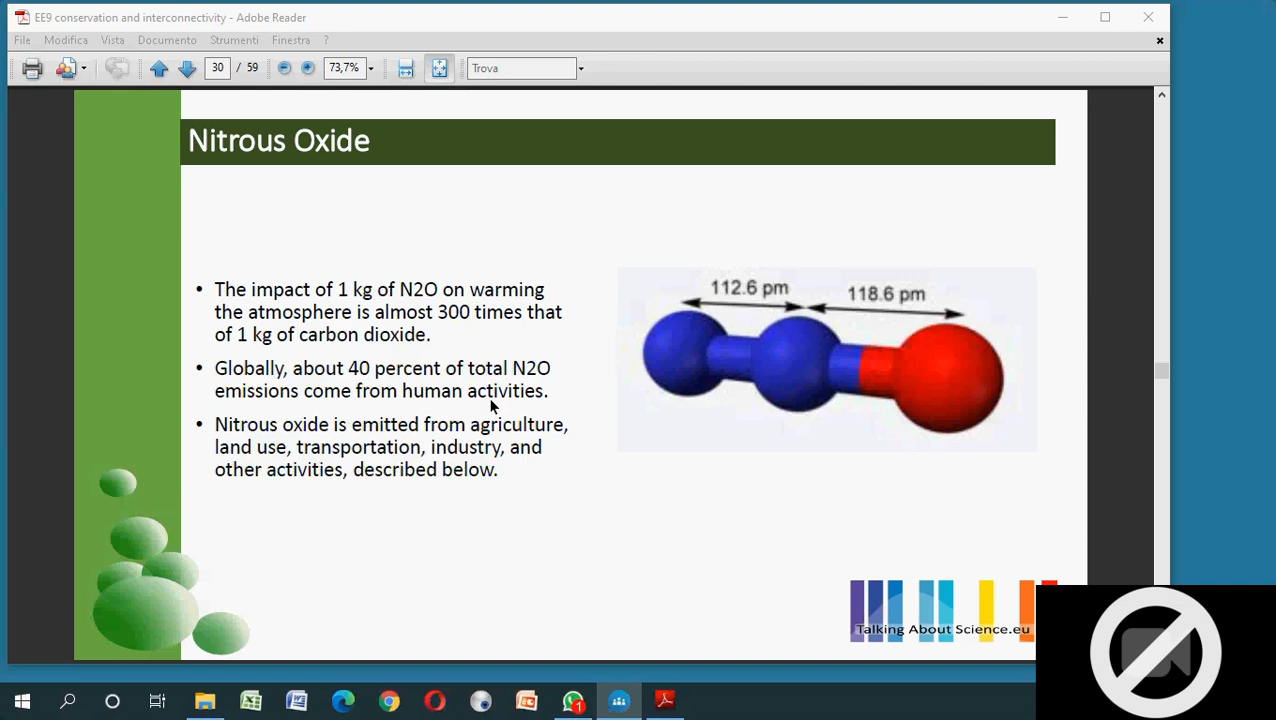 EE9 conservation and interconnectivity - Adobe Reader
File Modifica Vista Documento Strumenti Finestra ?
30 / 59 73,7% Trova
Nitrous Oxide
112.6 pm
118.6 pm
• The impact of 1 kg of N2O on warming
the atmosphere is almost 300 times that
of 1 kg of carbon dioxide.
• Globally, about 40 percent of total N2O
emissions come from human activities.
• Nitrous oxide is emitted from agriculture,
land use, transportation, industry, and
other activities, described below.
Talking About Science.eu
1